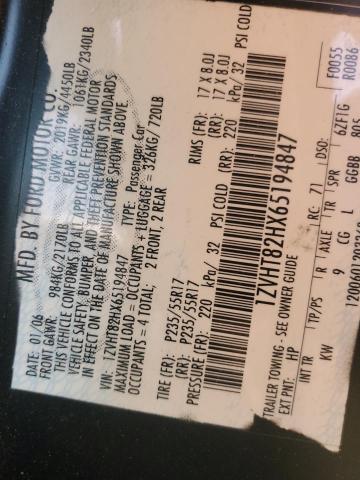 MFD. BY FORD MOTOR CO.
DATE: 01/06 GVWR: 2019KG/4450LB
FRONT GAWR: 984KG/2170LB REAR GAWR: 1061KG/2340LB
THIS VEHICLE CONFORMS TO ALL APPLICABLE FEDERAL MOTOR
VEHICLE SAFETY, BUMPER, AND THEFT PREVENTION STANDARDS
IN EFFECT ON THE DATE OF MANUFACTURE SHOWN ABOVE.
VIN: 1ZVHT82HX65194847 TYPE: Passenger Car
MAXIMUM LOAD = OCCUPANTS + LUGGAGE = 326KG / 720LB
OCCUPANTS = 4 TOTAL; 2 FRONT, 2 REAR
TIRE (FR): P235/55R17 RIMS (FR): 17 X 8.0J
(RR): P235/55R17 (RR): 17 X 8.0J
PRESSURE (FR): 220 kPa/ 32 PSI COLD (RR): 220 kPa/ 32 PSI COLD
1ZVHT82HX65194847
F0055
R0086
TRAILER TOWING - SEE OWNER GUIDE
EXT PNT: HP RC: 71 DSO:
INT TR TP/PS R AXLE TR SPR 6ZF1G
KW 9 CG L GGBB 805